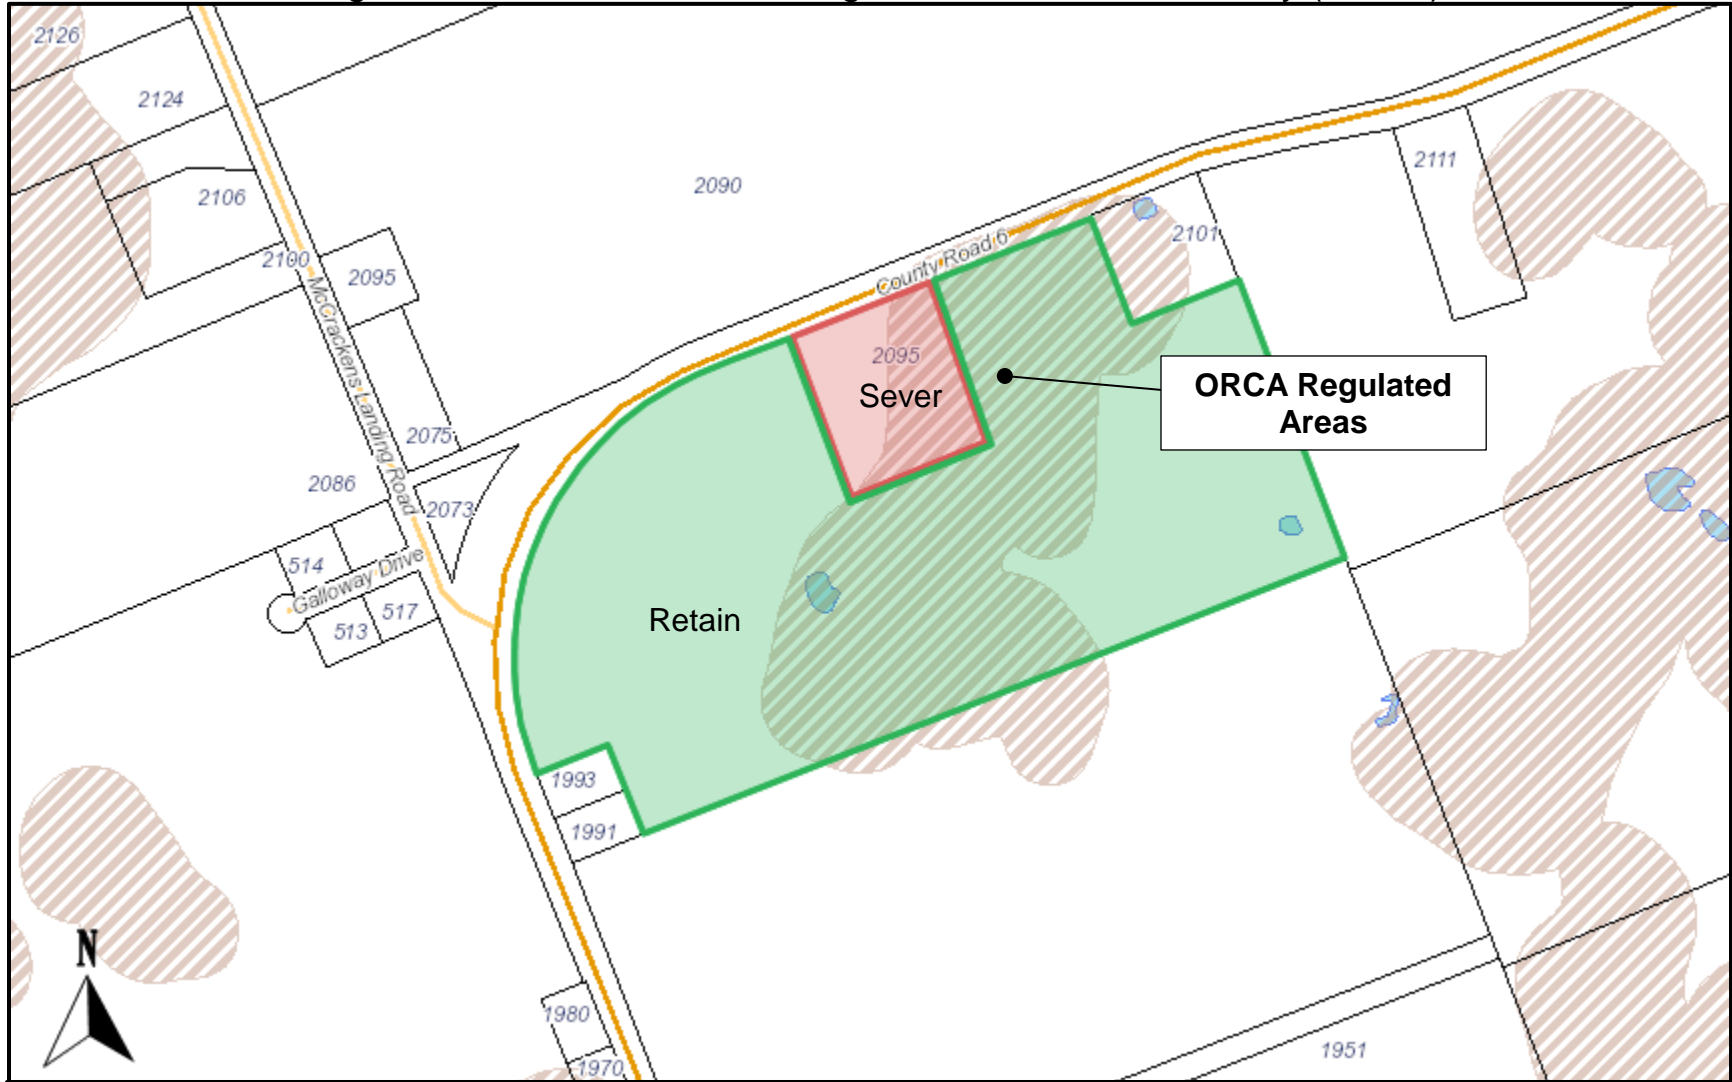 2126
2124
2106
2090
2111
2101
2100
2095
County Road 6
McCrackens Landing Road
2095
Sever
ORCA Regulated
Areas
2075
2086
2073
514
Galloway Drive
517
513
Retain
1993
1991
N
1980
1970
1951